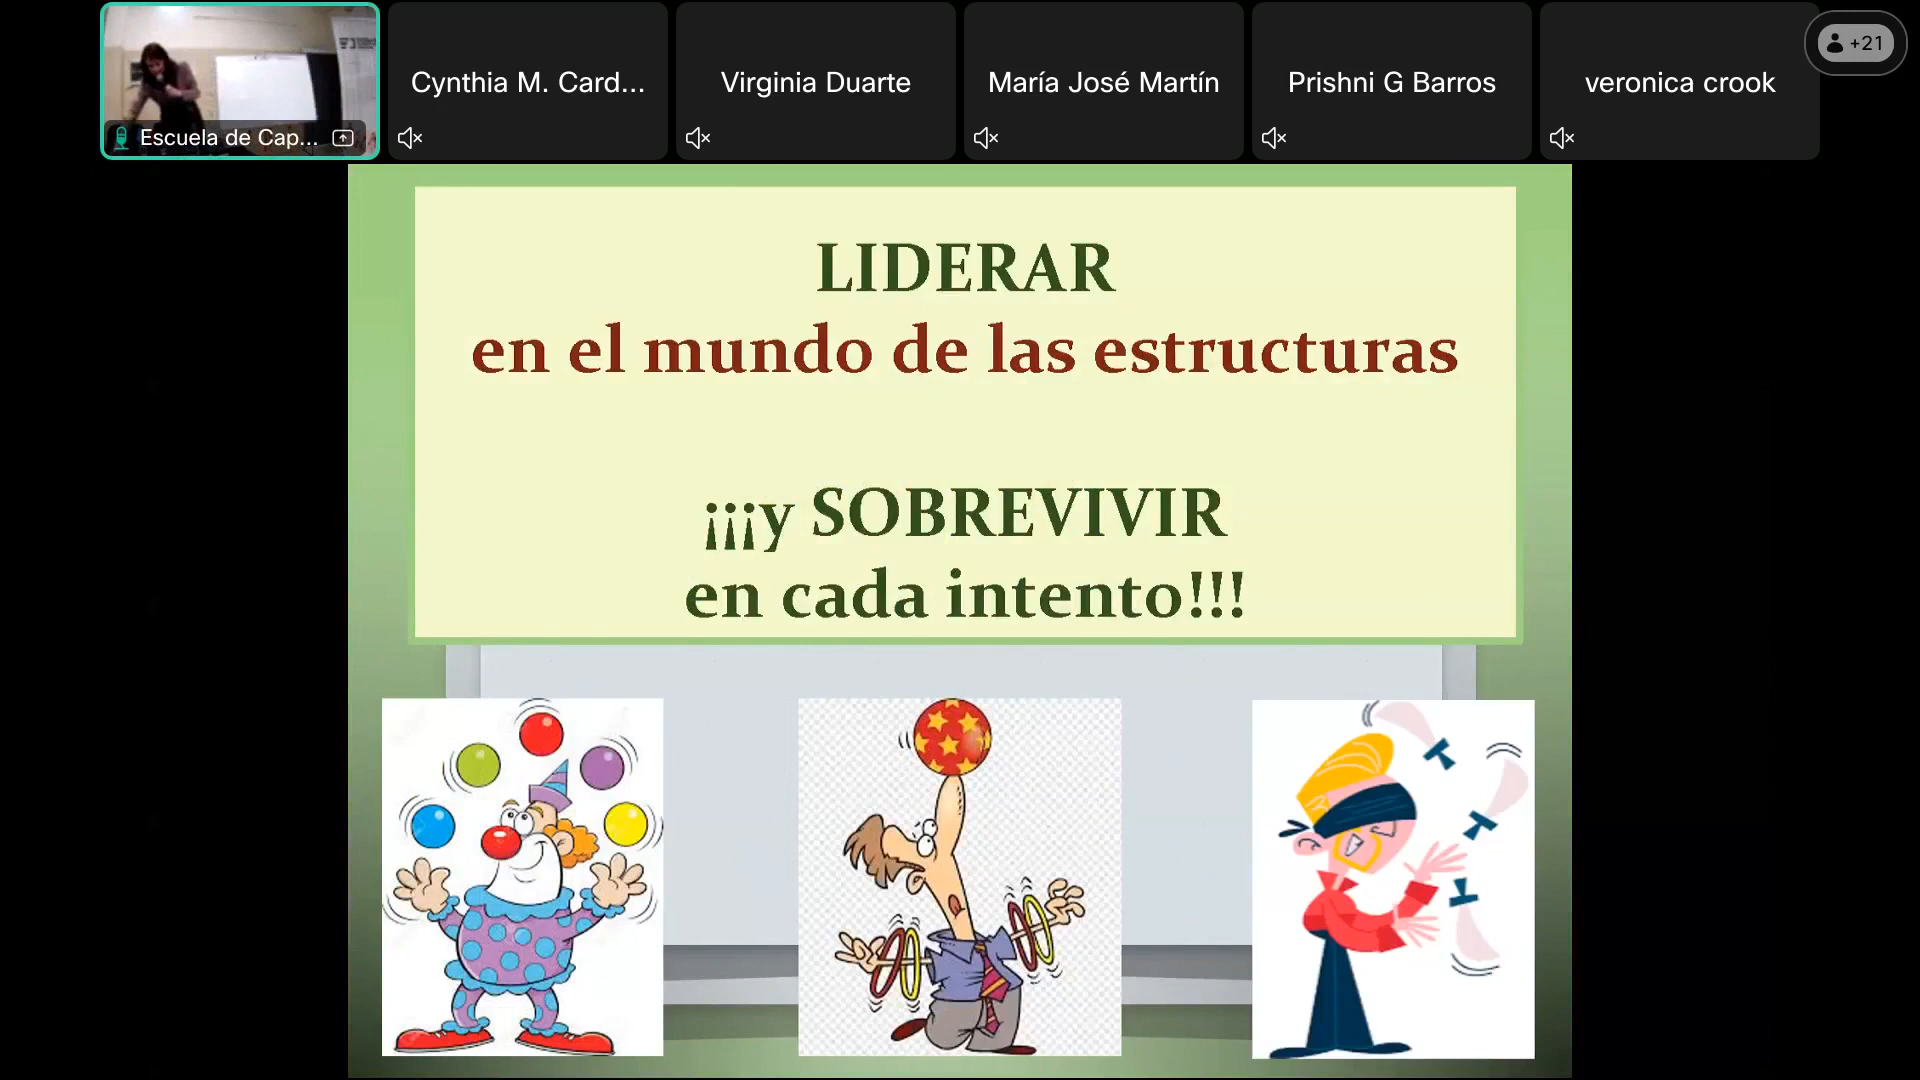 Escuela de Cap...
Cynthia M. Card...
Virginia Duarte
María José Martín
Prishni G Barros
veronica crook
+21
LIDERAR
en el mundo de las estructuras
¡¡¡y SOBREVIVIR
en cada intento!!!